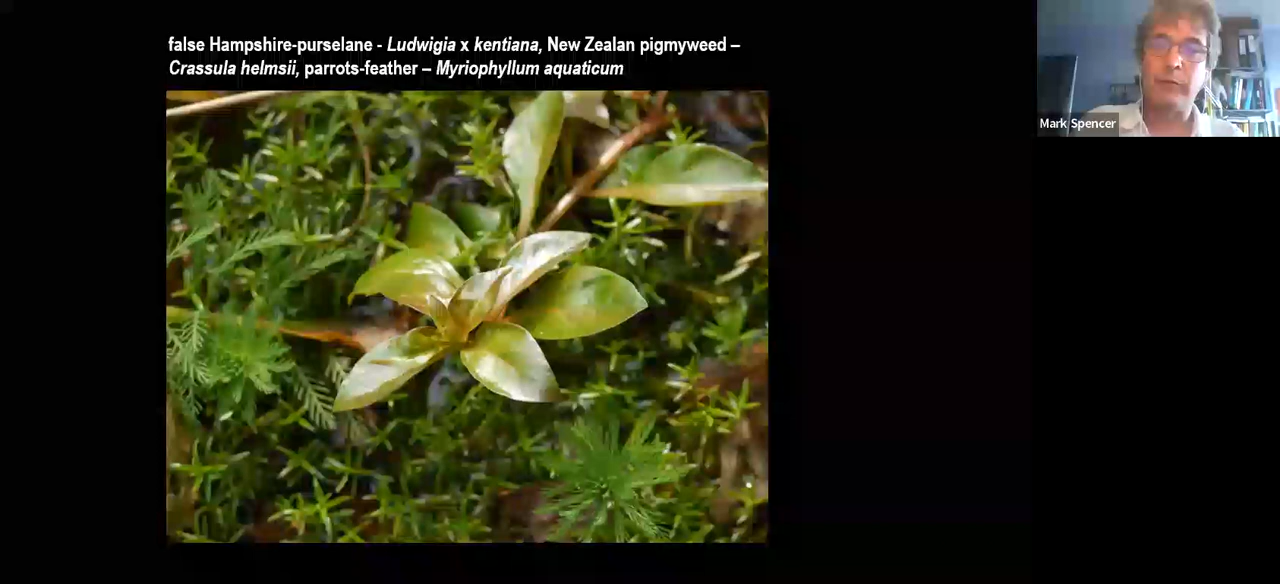 false Hampshire-purselane - Ludwigia x kentiana, New Zealan pigmyweed –
Crassula helmsii, parrots-feather – Myriophyllum aquaticum
Mark Spencer